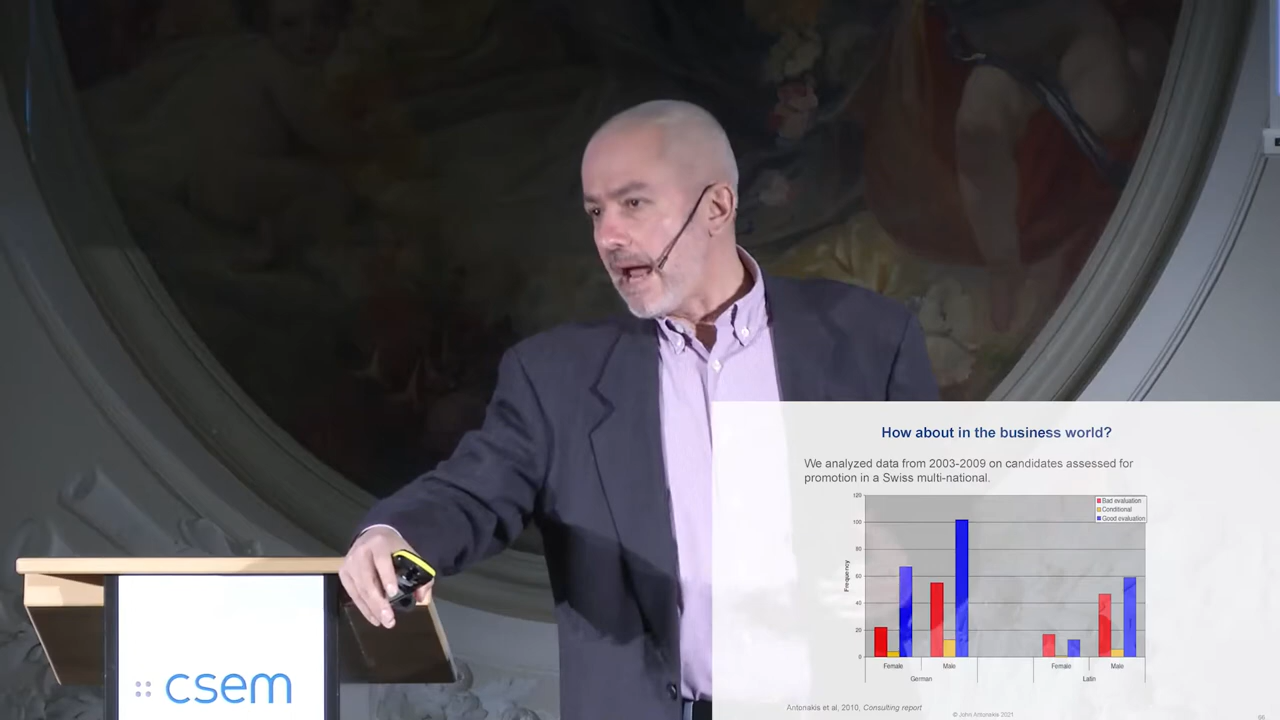 How about in the business world?
We analyzed data from 2003-2009 on candidates assessed for
promotion in a Swiss multi-national.
120
100
80
60
40
20
0
Frequency
Bad evaluation
Conditional
Good evaluation
Female
Male
Female
Male
German
Latin
Antonakis et al, 2010, Consulting report
© John Antonakis 2021
68
csem